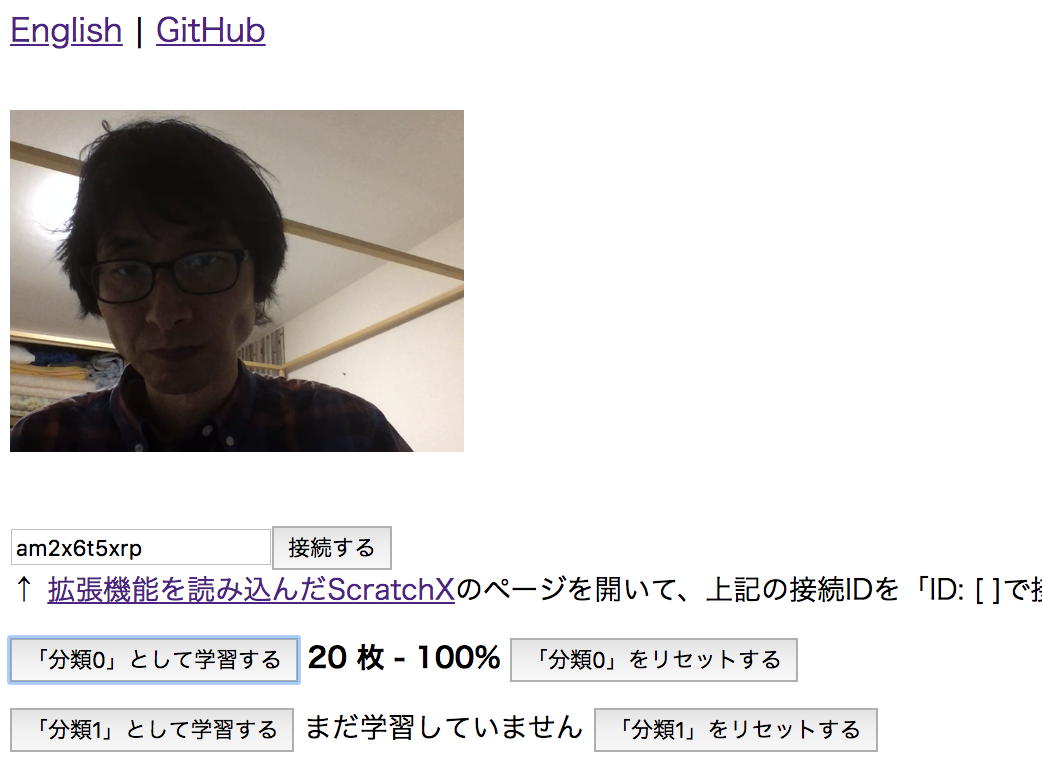 English | GitHub
am2x6t5xrp 接続する
↑ 拡張機能を読み込んだScratchXのページを開いて、上記の接続IDを「ID: [ ]で接
「分類0」として学習する 20 枚 - 100% 「分類0」をリセットする
「分類1」として学習する まだ学習していません 「分類1」をリセットする